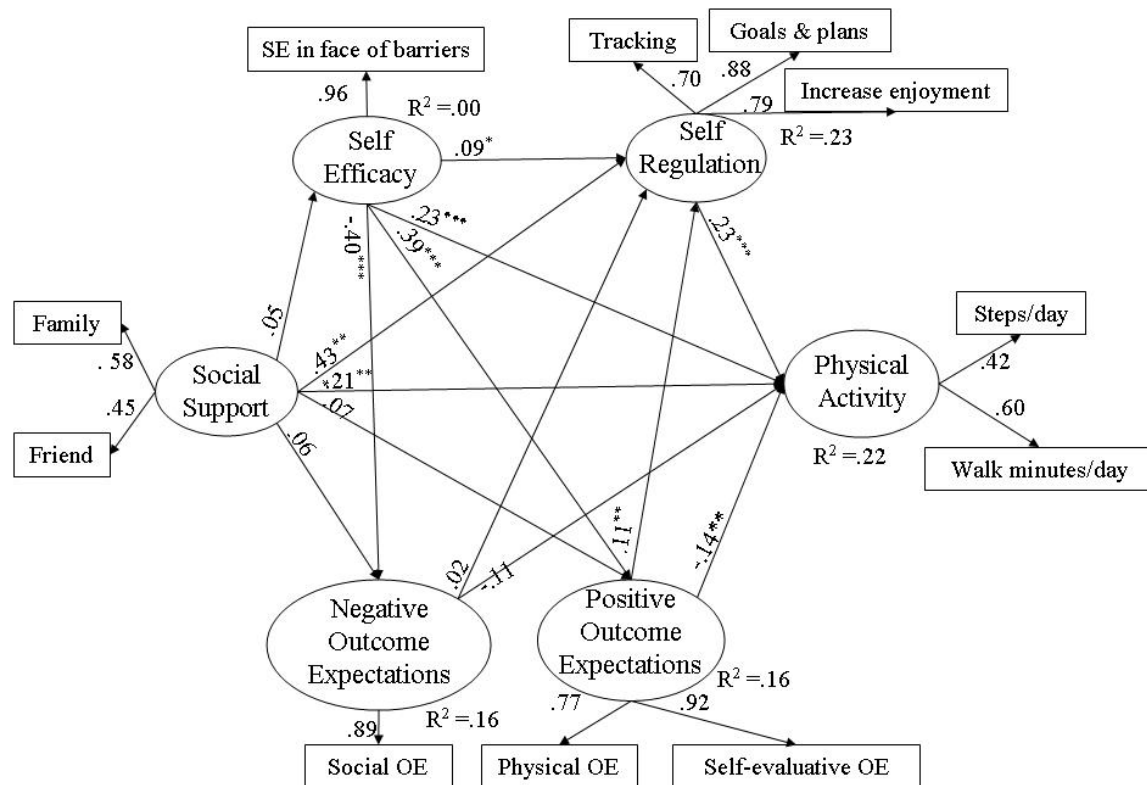 SE in face of barriers
Tracking
Goals & plans
Increase enjoyment
.96
R² =.00
.70
.88
.79
R² =.23
Self
Efficacy
.09*
Self
Regulation
-.40***
.39***
.23***
.23***
Family
.58
.05
Social
Support
.43**
*21**
-.07
.45
Friend
.06
Steps/day
.42
Physical
Activity
.60
R² =.22
Walk minutes/day
.02
-.11
.11**
-.14**
Negative
Outcome
Expectations
Positive
Outcome
Expectations
R² =.16
.89
R² =.16
.77
.92
Social OE
Physical OE
Self-evaluative OE